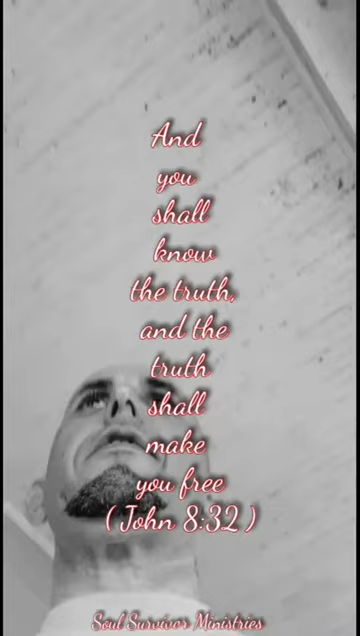 And
you
shall
know
the truth,
and the
truth
shall
make
you free
( John 8:32 )
Soul Survivor Ministries